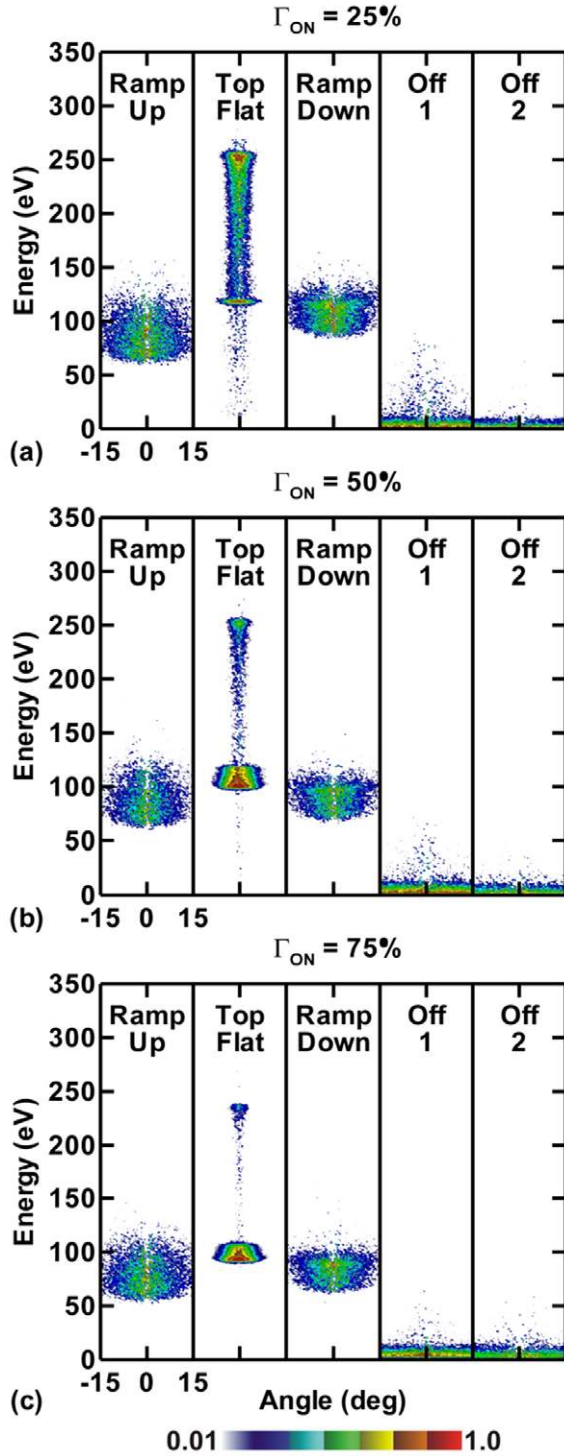 ΓON = 25%
350
300
250
200
150
100
50
0
Energy (eV)
Ramp Up
Top Flat
Ramp Down
Off 1
Off 2
(a)
-15 0 15
ΓON = 50%
350
300
250
200
150
100
50
0
Energy (eV)
Ramp Up
Top Flat
Ramp Down
Off 1
Off 2
(b)
-15 0 15
ΓON = 75%
350
300
250
200
150
100
50
0
Energy (eV)
Ramp Up
Top Flat
Ramp Down
Off 1
Off 2
(c)
-15 0 15
Angle (deg)
0.01 1.0